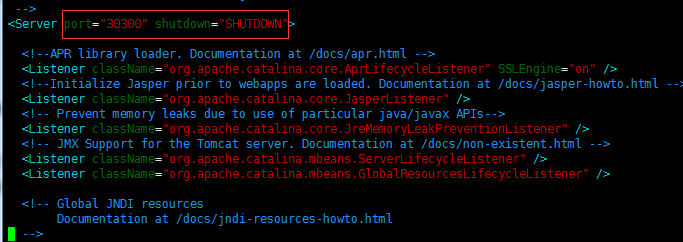 -->
<Server port="30300" shutdown="SHUTDOWN">
<!--APR library loader. Documentation at /docs/apr.html -->
<Listener className="org.apache.catalina.core.AprLifecycleListener" SSLEngine="on" />
<!--Initialize Jasper prior to webapps are loaded. Documentation at /docs/jasper-howto.html -->
<Listener className="org.apache.catalina.core.JasperListener" />
<!-- Prevent memory leaks due to use of particular java/javax APIs-->
<Listener className="org.apache.catalina.core.JreMemoryLeakPreventionListener" />
<!-- JMX Support for the Tomcat server. Documentation at /docs/non-existent.html -->
<Listener className="org.apache.catalina.mbeans.ServerLifecycleListener" />
<Listener className="org.apache.catalina.mbeans.GlobalResourcesLifecycleListener" />
<!-- Global JNDI resources
Documentation at /docs/jndi-resources-howto.html
-->